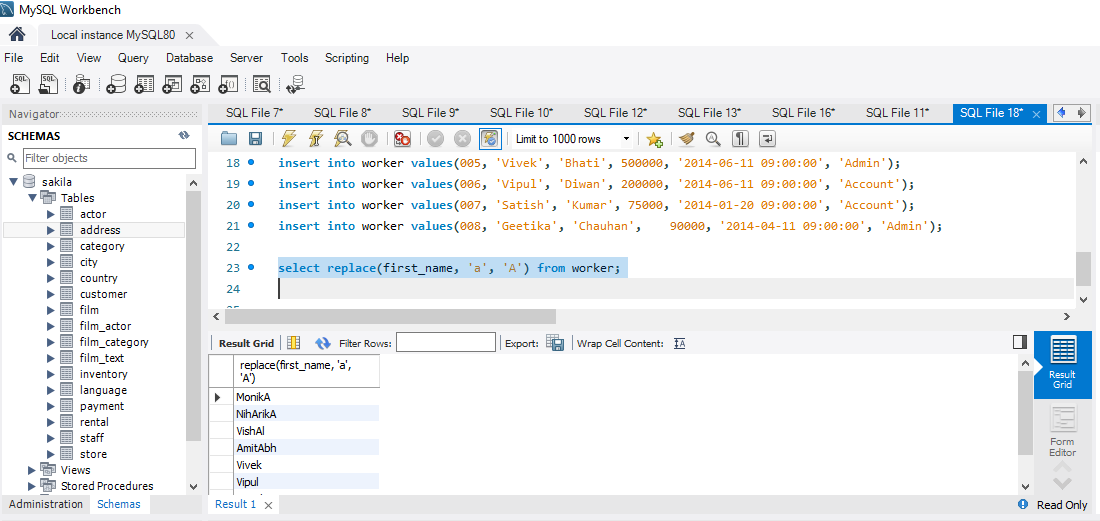 MySQL Workbench
Local instance MySQL80
File Edit View Query Database Server Tools Scripting Help
Navigator
SCHEMAS
Filter objects
sakila
Tables
actor
address
category
city
country
customer
film
film_actor
film_category
film_text
inventory
language
payment
rental
staff
store
Views
Stored Procedures
Administration Schemas
SQL File 7* SQL File 8* SQL File 9* SQL File 10* SQL File 12* SQL File 13* SQL File 16* SQL File 11* SQL File 18*
Limit to 1000 rows
18 insert into worker values(005, 'Vivek', 'Bhati', 500000, '2014-06-11 09:00:00', 'Admin');
19 insert into worker values(006, 'Vipul', 'Diwan', 200000, '2014-06-11 09:00:00', 'Account');
20 insert into worker values(007, 'Satish', 'Kumar', 75000, '2014-01-20 09:00:00', 'Account');
21 insert into worker values(008, 'Geetika', 'Chauhan', 90000, '2014-04-11 09:00:00', 'Admin');
22
23 select replace(first_name, 'a', 'A') from worker;
24
Result Grid Filter Rows: Export: Wrap Cell Content:
replace(first_name, 'a',
'A')
MonikA
NihArikA
VishAl
AmitAbh
Vivek
Vipul
Result
Grid
Form
Editor
Result 1
Read Only